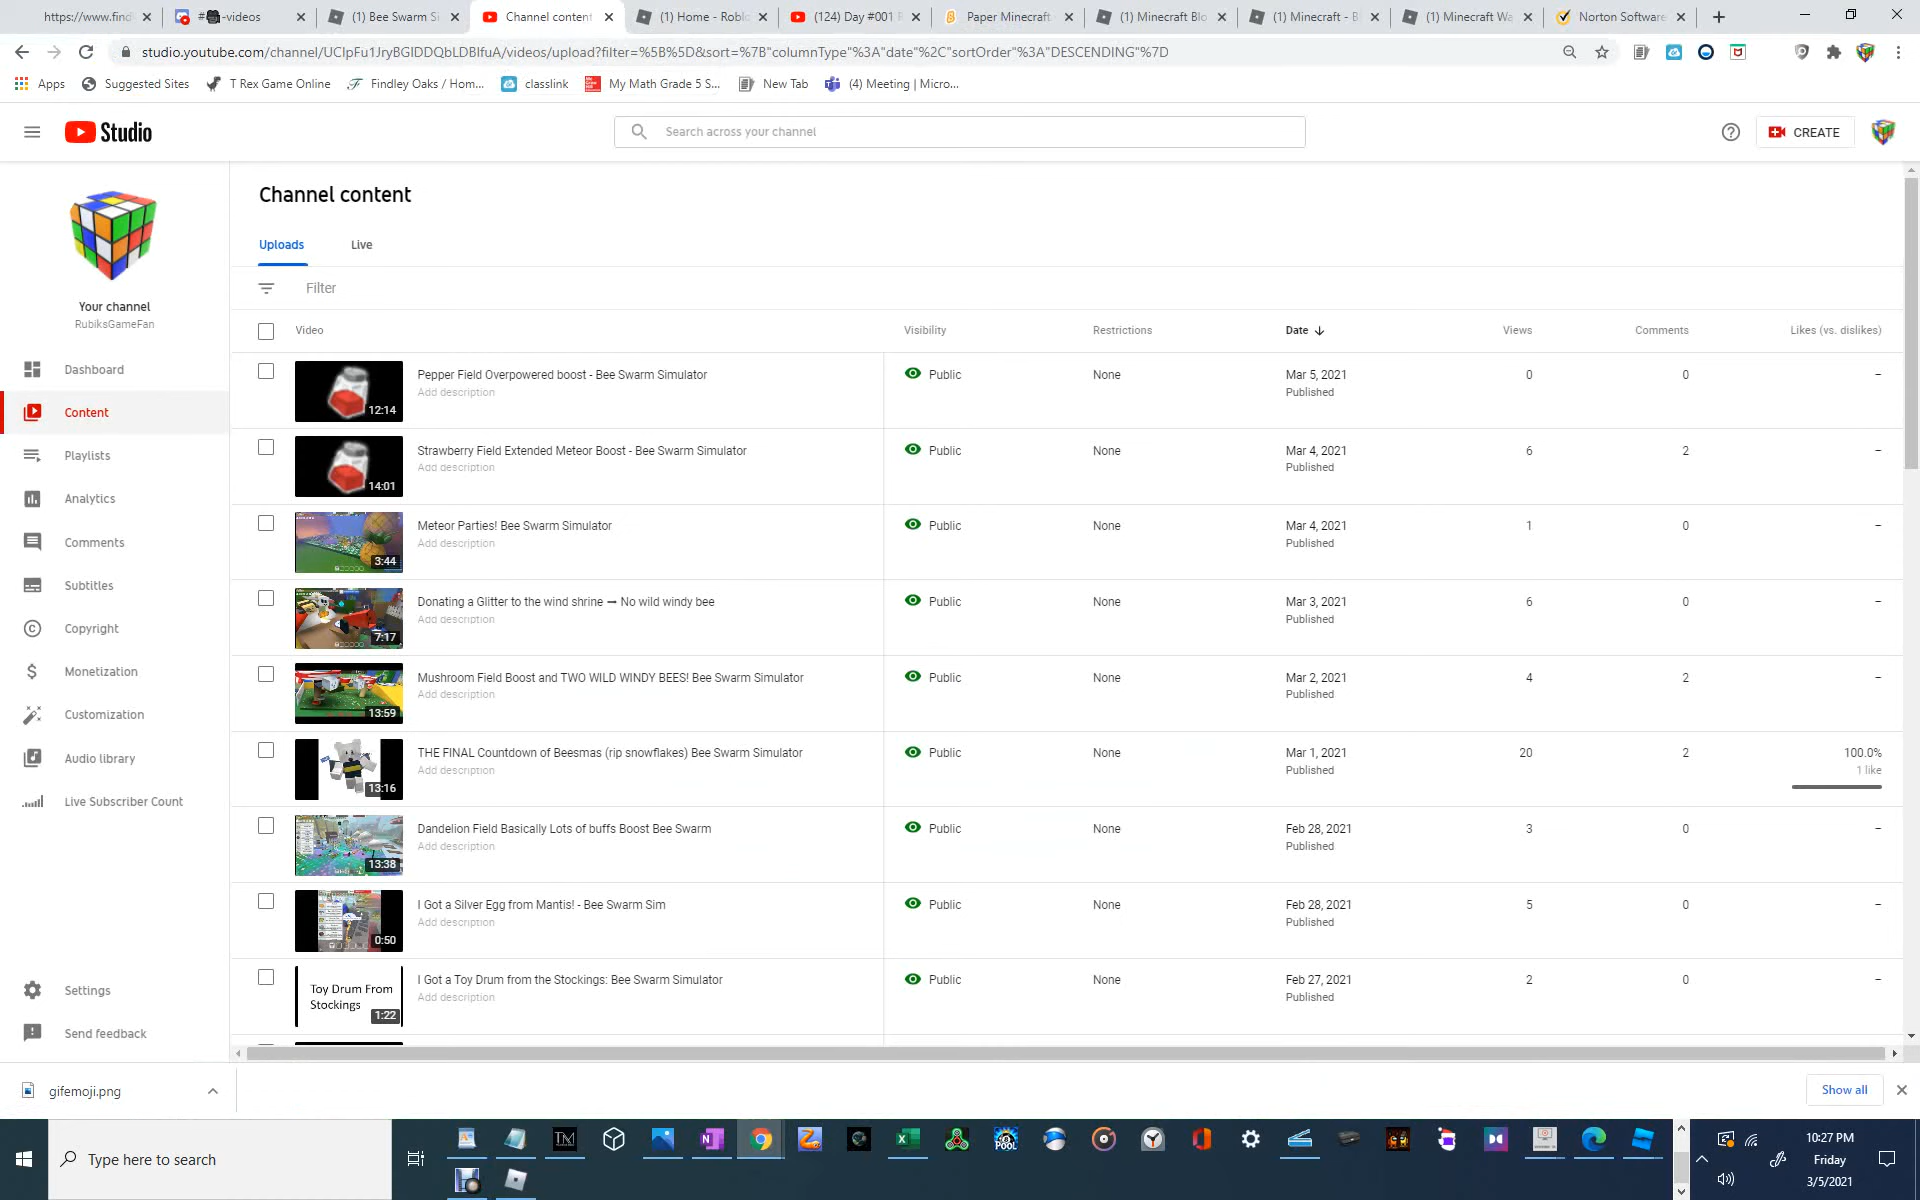 https://www.find
#-videos
(1) Bee Swarm Si
Channel content
(1) Home - Roblo
(124) Day #001
Paper Minecraft
(1) Minecraft Blo
(1) Minecraft - B
(1) Minecraft Wa
Norton Software
studio.youtube.com/channel/UClpFu1JryBGlDDQbLDBlfuA/videos/upload?filter=%5B%5D&sort=%7B"columnType"%3A"date"%2C"sortOrder"%3A"DESCENDING"%7D
Apps
Suggested Sites
T Rex Game Online
Findley Oaks / Hom...
classlink
My Math Grade 5 S...
New Tab
(4) Meeting | Micro...
Studio
Search across your channel
CREATE
Your channel
RubiksGameFan
Dashboard
Content
Playlists
Analytics
Comments
Subtitles
Copyright
Monetization
Customization
Audio library
Live Subscriber Count
Settings
Send feedback
Channel content
Uploads
Live
Filter
Video
Visibility
Restrictions
Date
Views
Comments
Likes (vs. dislikes)
12:14
Pepper Field Overpowered boost - Bee Swarm Simulator
Add description
Public
None
Mar 5, 2021
Published
0
0
–
14:01
Strawberry Field Extended Meteor Boost - Bee Swarm Simulator
Add description
Public
None
Mar 4, 2021
Published
6
2
–
3:44
Meteor Parties! Bee Swarm Simulator
Add description
Public
None
Mar 4, 2021
Published
1
0
–
7:17
Donating a Glitter to the wind shrine — No wild windy bee
Add description
Public
None
Mar 3, 2021
Published
6
0
–
13:59
Mushroom Field Boost and TWO WILD WINDY BEES! Bee Swarm Simulator
Add description
Public
None
Mar 2, 2021
Published
4
2
–
13:16
THE FINAL Countdown of Beesmas (rip snowflakes) Bee Swarm Simulator
Add description
Public
None
Mar 1, 2021
Published
20
2
100.0%
1 like
13:38
Dandelion Field Basically Lots of buffs Boost Bee Swarm
Add description
Public
None
Feb 28, 2021
Published
3
0
–
0:50
I Got a Silver Egg from Mantis! - Bee Swarm Sim
Add description
Public
None
Feb 28, 2021
Published
5
0
–
Toy Drum From
Stockings
1:22
I Got a Toy Drum from the Stockings: Bee Swarm Simulator
Add description
Public
None
Feb 27, 2021
Published
2
0
–
gifemoji.png
Show all
Type here to search
POOL
10:27 PM
Friday
3/5/2021